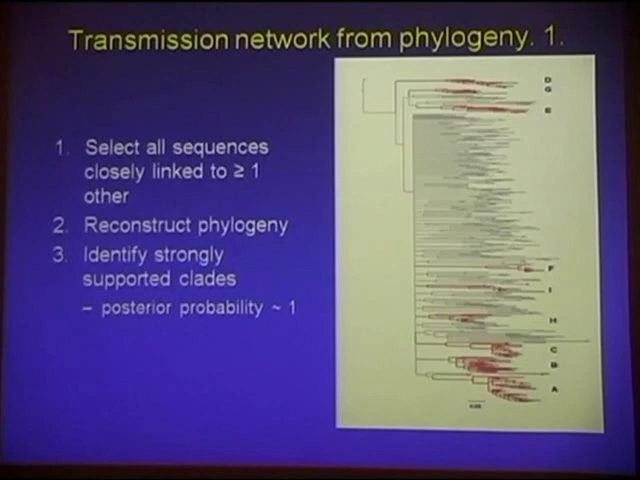 Transmission network from phylogeny. 1.
1. Select all sequences
closely linked to ≥ 1
other
2. Reconstruct phylogeny
3. Identify strongly
supported clades
– posterior probability ~ 1
D
G
E
F
I
H
C
B
A